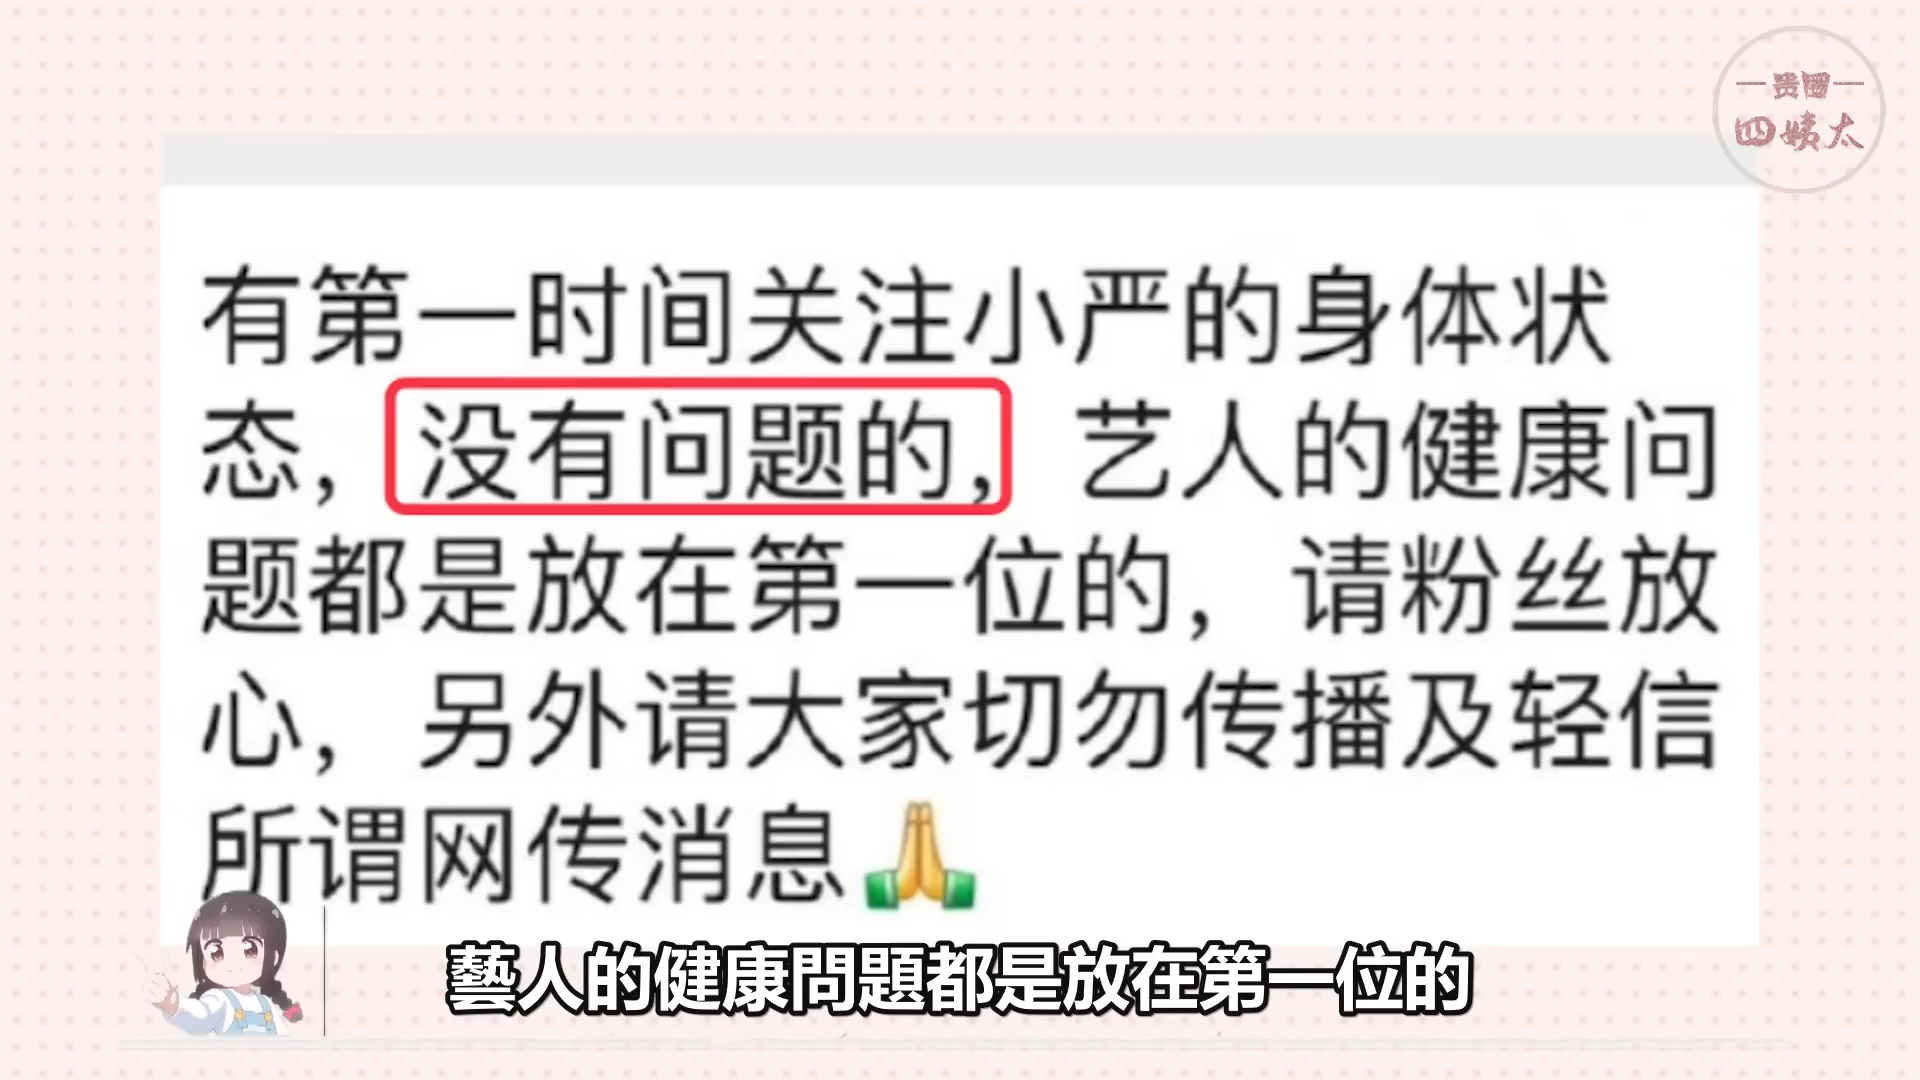 一贵圈一
四姨太
有第一时间关注小严的身体状
态，没有问题的，艺人的健康问
题都是放在第一位的，请粉丝放
心，另外请大家切勿传播及轻信
所谓网传消息🙏
藝人的健康問題都是放在第一位的